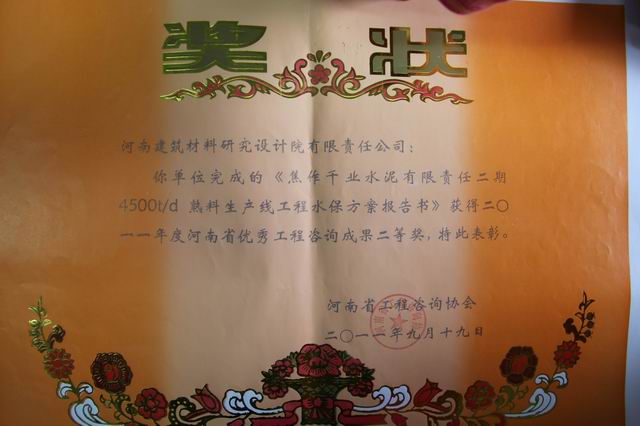 奖状
河南建筑材料研究设计院有限责任公司：
你单位完成的《焦作千业水泥有限责任二期
4500t/d 熟料生产线工程水保方案报告书》获得二〇
一一年度河南省优秀工程咨询成果二等奖，特此表彰。
河南省工程咨询协会
二〇一一年九月十九日